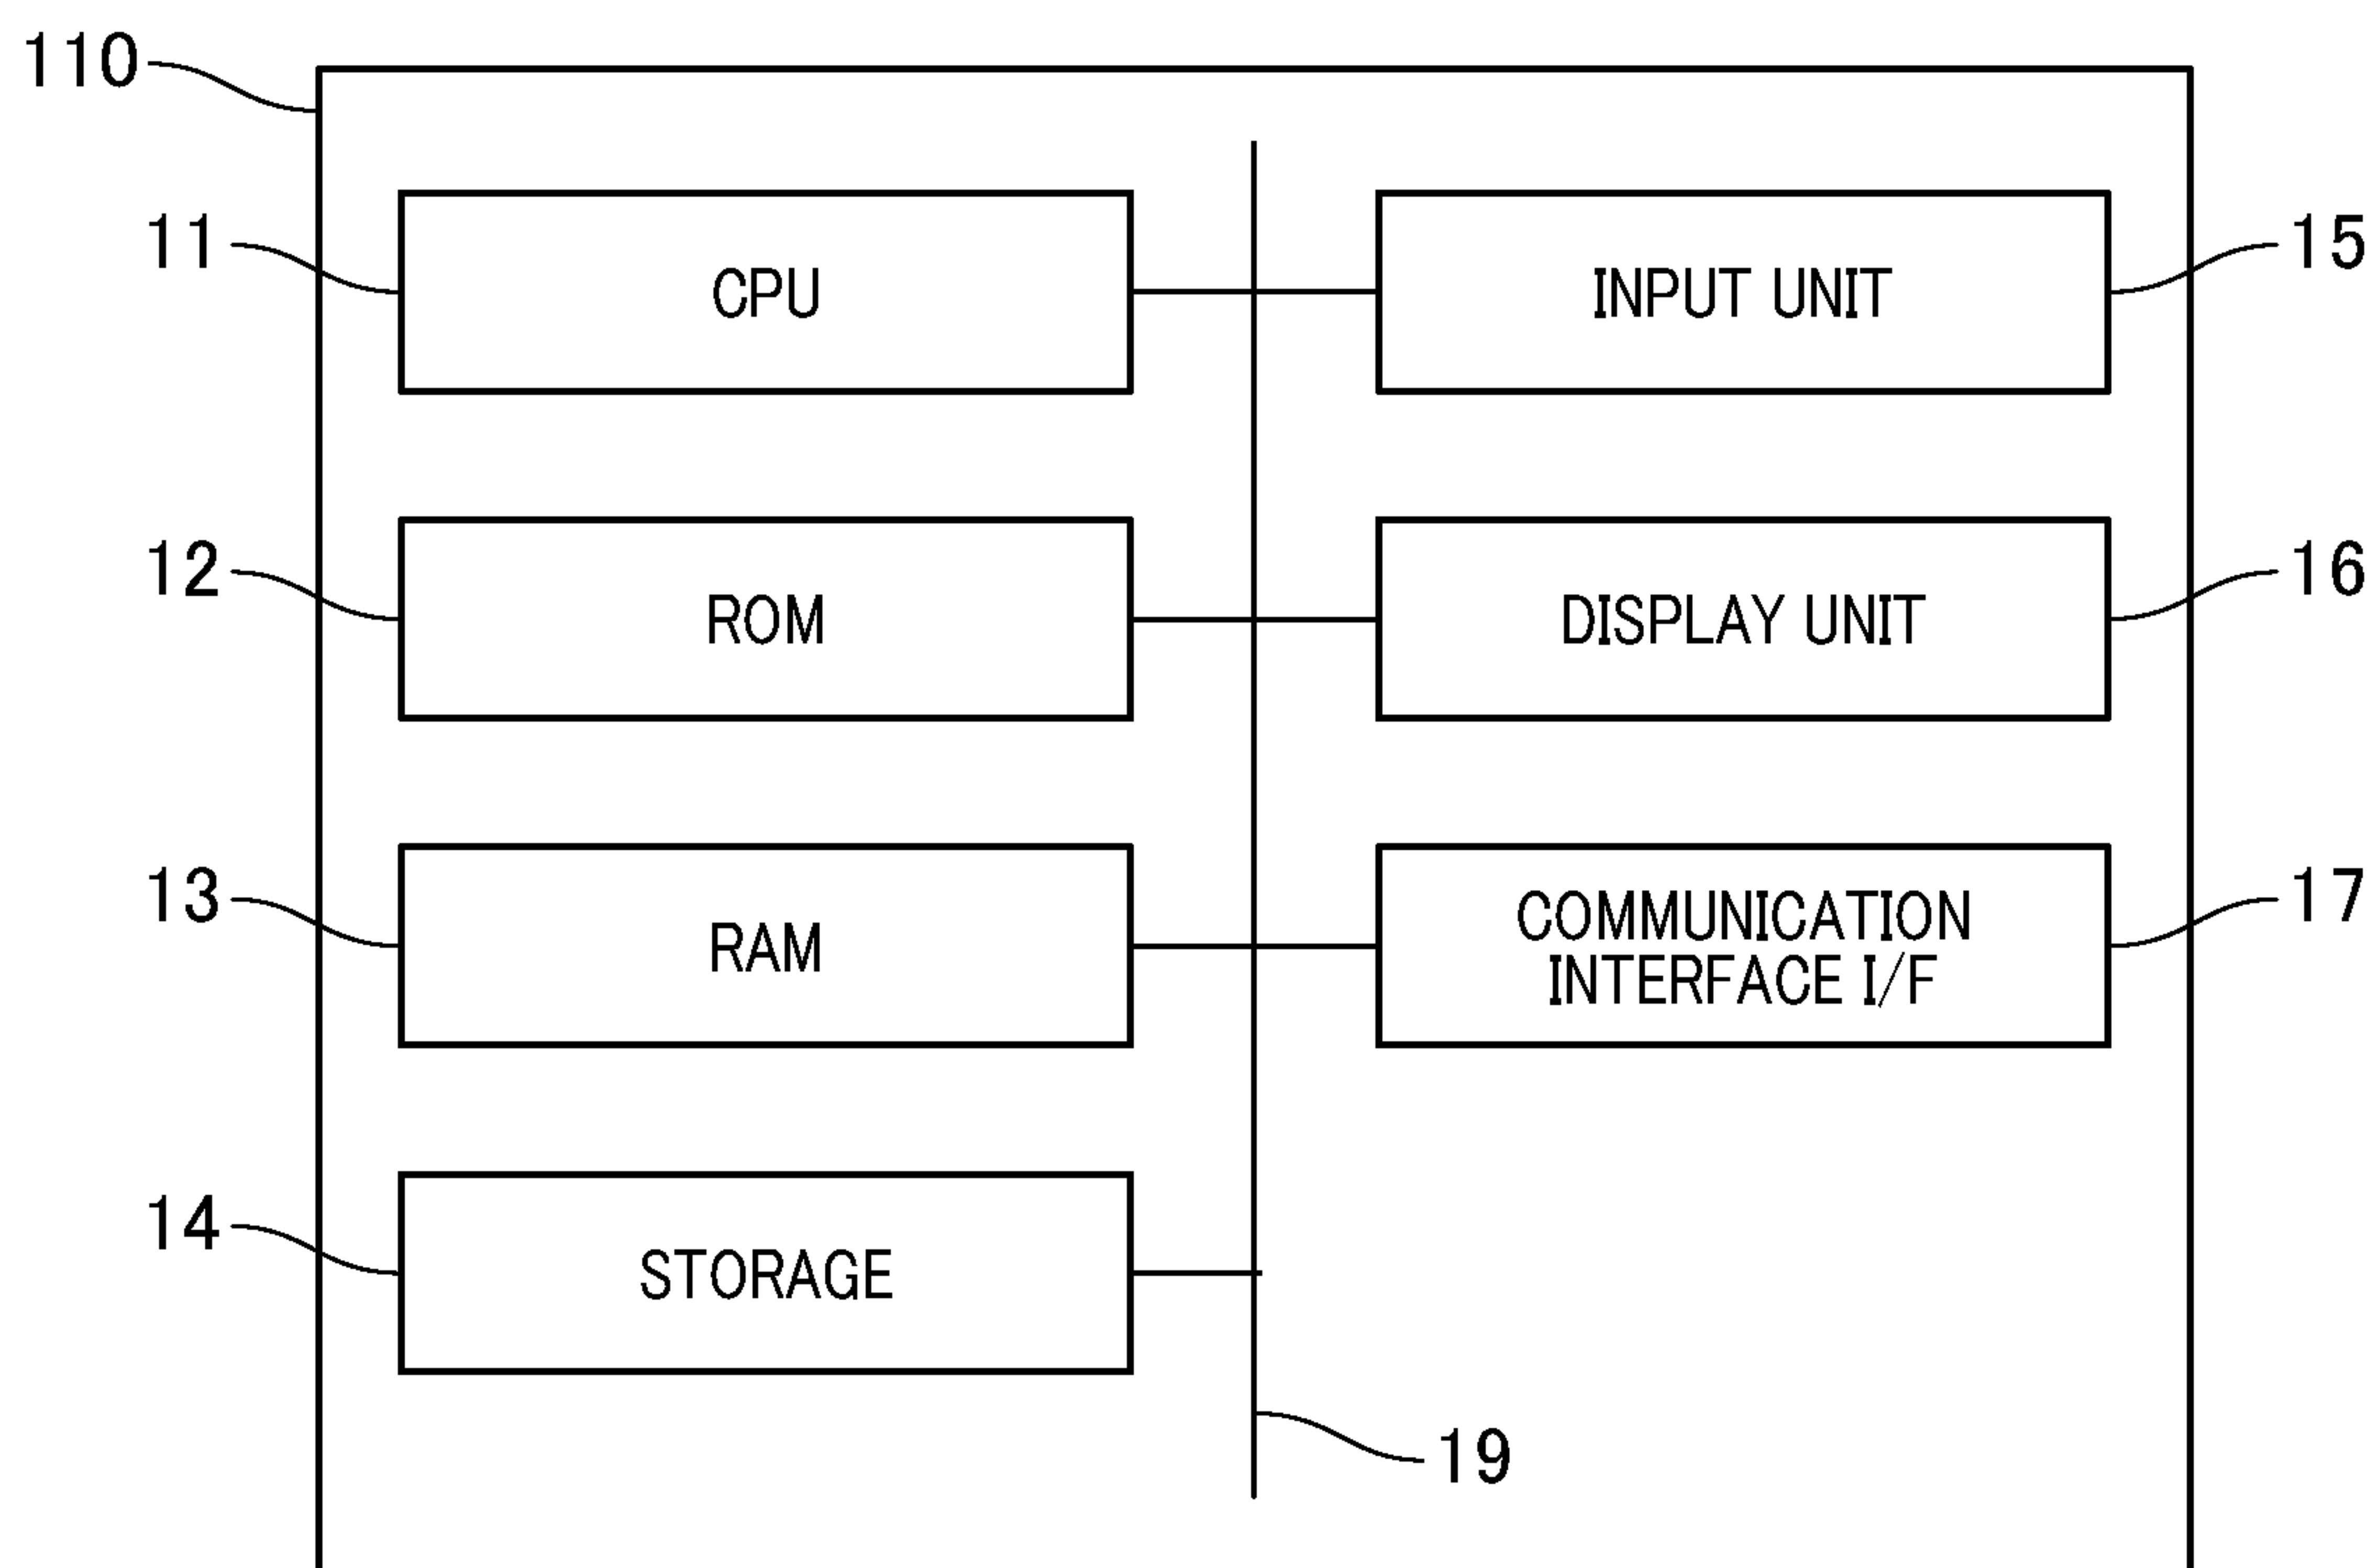 110
11
CPU
INPUT UNIT
15
12
ROM
DISPLAY UNIT
16
13
RAM
COMMUNICATION
INTERFACE I/F
17
14
STORAGE
19